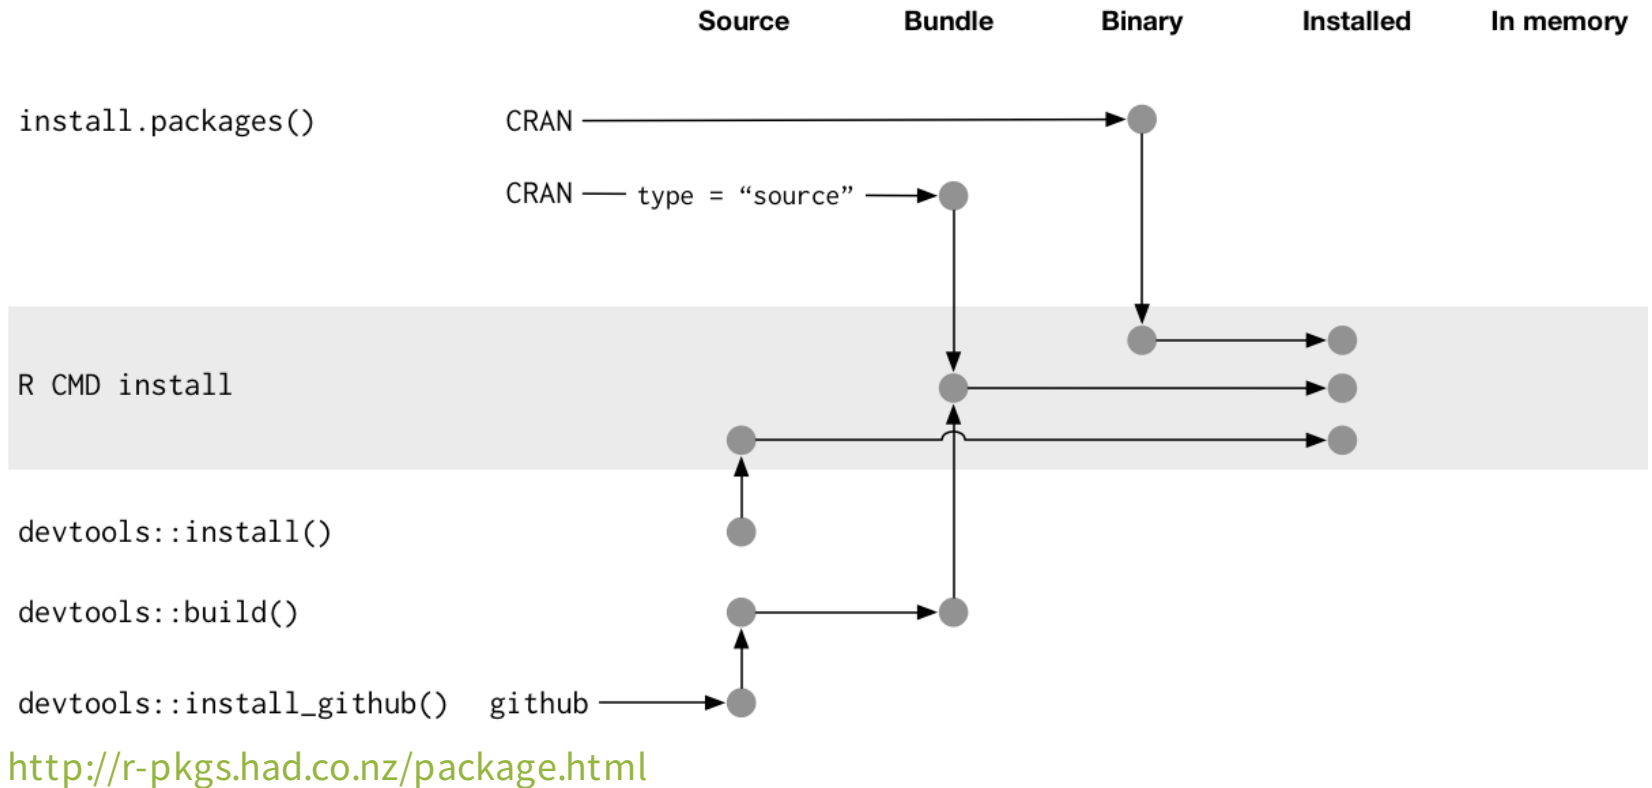 Source Bundle Binary Installed In memory
install.packages() CRAN
CRAN type = “source”
R CMD install
devtools::install()
devtools::build()
devtools::install_github() github
http://r-pkgs.had.co.nz/package.html